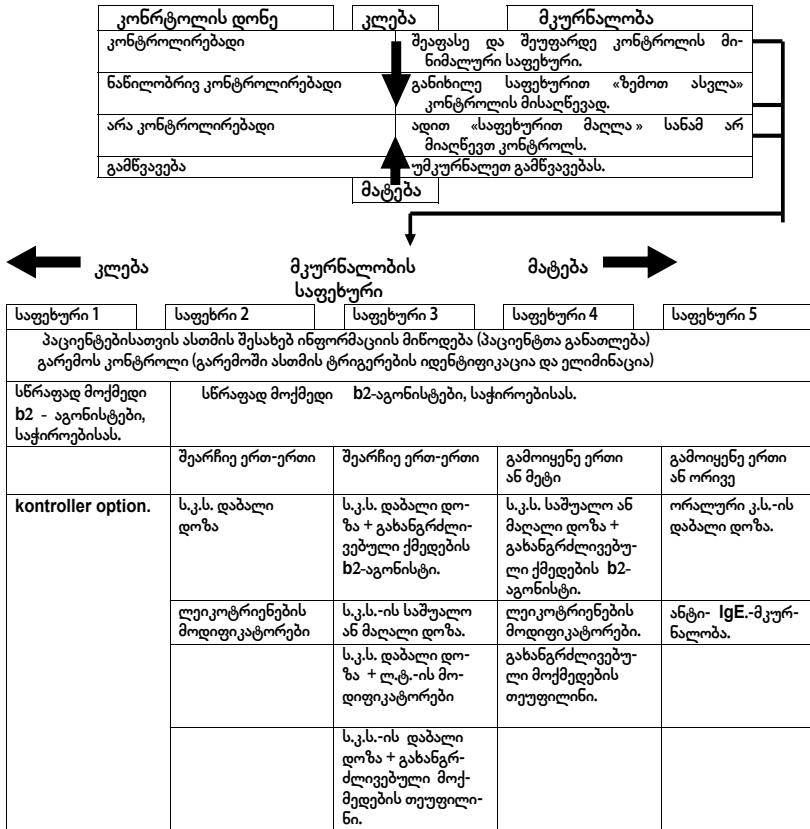 კონრტოლის დონე კლება მკურნალობა
კონტროლირებადი
შეაფასე და შეუფარდე კონტროლის მი-
ნიმალური საფეხური.
ნაწილობრივ კონტროლირებადი
განიხილე საფეხურით «ზემოთ ასვლა»
კონტროლის მისაღწევად.
არა კონტროლირებადი
ადით «საფეხურით მაღლა » სანამ არ
მიაღწევთ კონტროლს.
გამწვავება
უმკურნალეთ გამწვავებას.
მატება
კლება
მკურნალობის
საფეხური
მატება
საფეხური 1 საფეხრი 2 საფეხური 3 საფეხური 4 საფეხური 5
პაციენტებისათვის ასთმის შესახებ ინფორმაციის მიწოდება (პაციენტთა განათლება)
გარემოს კონტროლი (გარემოში ასთმის ტრიგერების იდენტიფიკაცია და ელიმინაცია)
სწრაფად მოქმედი
b2 - აგონისტები,
საჭიროებისას.
სწრაფად მოქმედი b2-აგონისტები, საჭიროებისას.
შეარჩიე ერთ-ერთი
შეარჩიე ერთ-ერთი
გამოიყენე ერთი
ან მეტი
გამოიყენე ერთი
ან ორივე
kontroller option.
ს.კ.ს. დაბალი
დოზა
ს.კ.ს. დაბალი დო-
ზა + გახანგრძლი-
ვებული ქმედების
b2-აგონისტი.
ს.კ.ს. საშუალო ან
მაღალი დოზა +
გახანგრძლივებუ-
ლი ქმედების b2-
აგონისტი.
ორალური კ.ს.-ის
დაბალი დოზა.
ლეიკოტრიენების
მოდიფიკატორები
ს.კ.ს.-ის საშუალო
ან მაღალი დოზა.
ლეიკოტრიენების
მოდიფიკატორები.
ანტი- IgE.-მკურ-
ნალობა.
ს.კ.ს. დაბალი დო-
ზა + ლ.ტ.-ის მო-
დიფიკატორები
გახანგრძლივებუ-
ლი მოქმედების
თეუფილინი.
ს.კ.ს.-ის დაბალი
დოზა + გახანგრ-
ძლივებული მოქ-
მედების თეუფილი-
ნი.